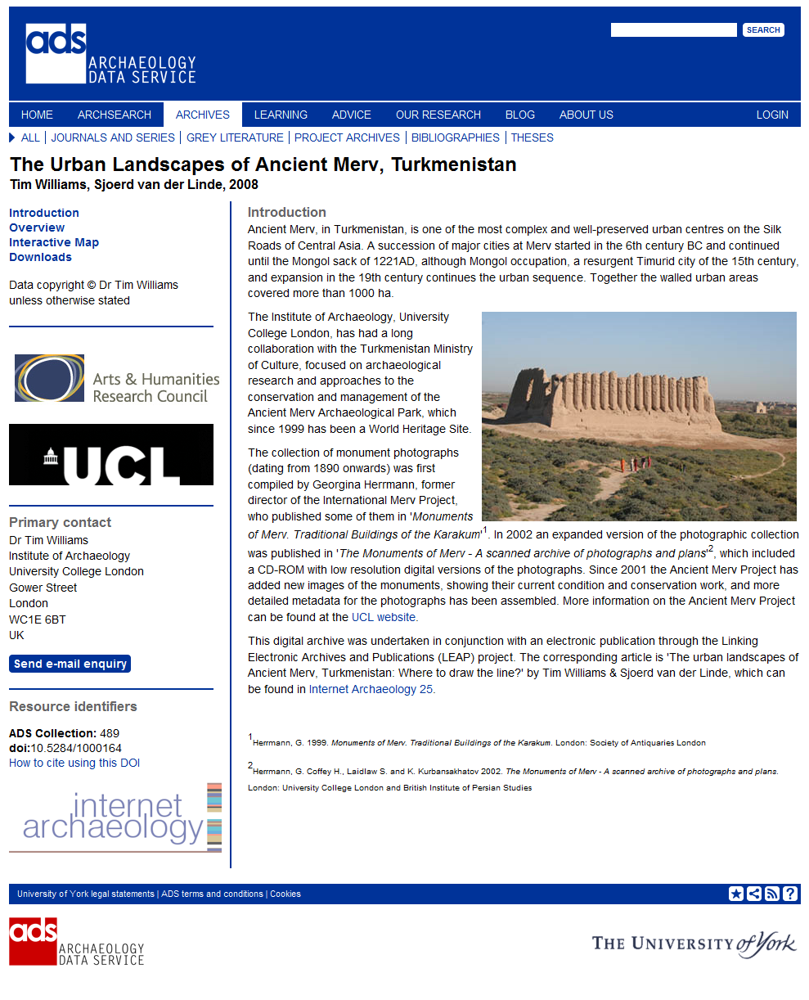 ads
ARCHAEOLOGY
DATA SERVICE
SEARCH
HOME ARCHSEARCH ARCHIVES LEARNING ADVICE OUR RESEARCH BLOG ABOUT US LOGIN
ALL | JOURNALS AND SERIES | GREY LITERATURE | PROJECT ARCHIVES | BIBLIOGRAPHIES | THESES
The Urban Landscapes of Ancient Merv, Turkmenistan
Tim Williams, Sjoerd van der Linde, 2008
Introduction
Overview
Interactive Map
Downloads
Data copyright © Dr Tim Williams
unless otherwise stated
Arts & Humanities
Research Council
UCL
Primary contact
Dr Tim Williams
Institute of Archaeology
University College London
Gower Street
London
WC1E 6BT
UK
Send e-mail enquiry
Resource identifiers
ADS Collection: 489
doi:10.5284/1000164
How to cite using this DOI
internet
archaeology
Introduction
Ancient Merv, in Turkmenistan, is one of the most complex and well-preserved urban centres on the Silk
Roads of Central Asia. A succession of major cities at Merv started in the 6th century BC and continued
until the Mongol sack of 1221AD, although Mongol occupation, a resurgent Timurid city of the 15th century,
and expansion in the 19th century continues the urban sequence. Together the walled urban areas
covered more than 1000 ha.
The Institute of Archaeology, University
College London, has had a long
collaboration with the Turkmenistan Ministry
of Culture, focused on archaeological
research and approaches to the
conservation and management of the
Ancient Merv Archaeological Park, which
since 1999 has been a World Heritage Site.
The collection of monument photographs
(dating from 1890 onwards) was first
compiled by Georgina Herrmann, former
director of the International Merv Project,
who published some of them in 'Monuments
of Merv. Traditional Buildings of the Karakum'1. In 2002 an expanded version of the photographic collection
was published in 'The Monuments of Merv - A scanned archive of photographs and plans'2, which included
a CD-ROM with low resolution digital versions of the photographs. Since 2001 the Ancient Merv Project has
added new images of the monuments, showing their current condition and conservation work, and more
detailed metadata for the photographs has been assembled. More information on the Ancient Merv Project
can be found at the UCL website.
This digital archive was undertaken in conjunction with an electronic publication through the Linking
Electronic Archives and Publications (LEAP) project. The corresponding article is 'The urban landscapes of
Ancient Merv, Turkmenistan: Where to draw the line?' by Tim Williams & Sjoerd van der Linde, which can
be found in Internet Archaeology 25.
1Herrmann, G. 1999. Monuments of Merv. Traditional Buildings of the Karakum. London: Society of Antiquaries London
2Herrmann, G. Coffey H., Laidlaw S. and K. Kurbansakhatov 2002. The Monuments of Merv - A scanned archive of photographs and plans.
London: University College London and British Institute of Persian Studies
University of York legal statements | ADS terms and conditions | Cookies
?
ads
ARCHAEOLOGY
DATA SERVICE
THE UNIVERSITY of York